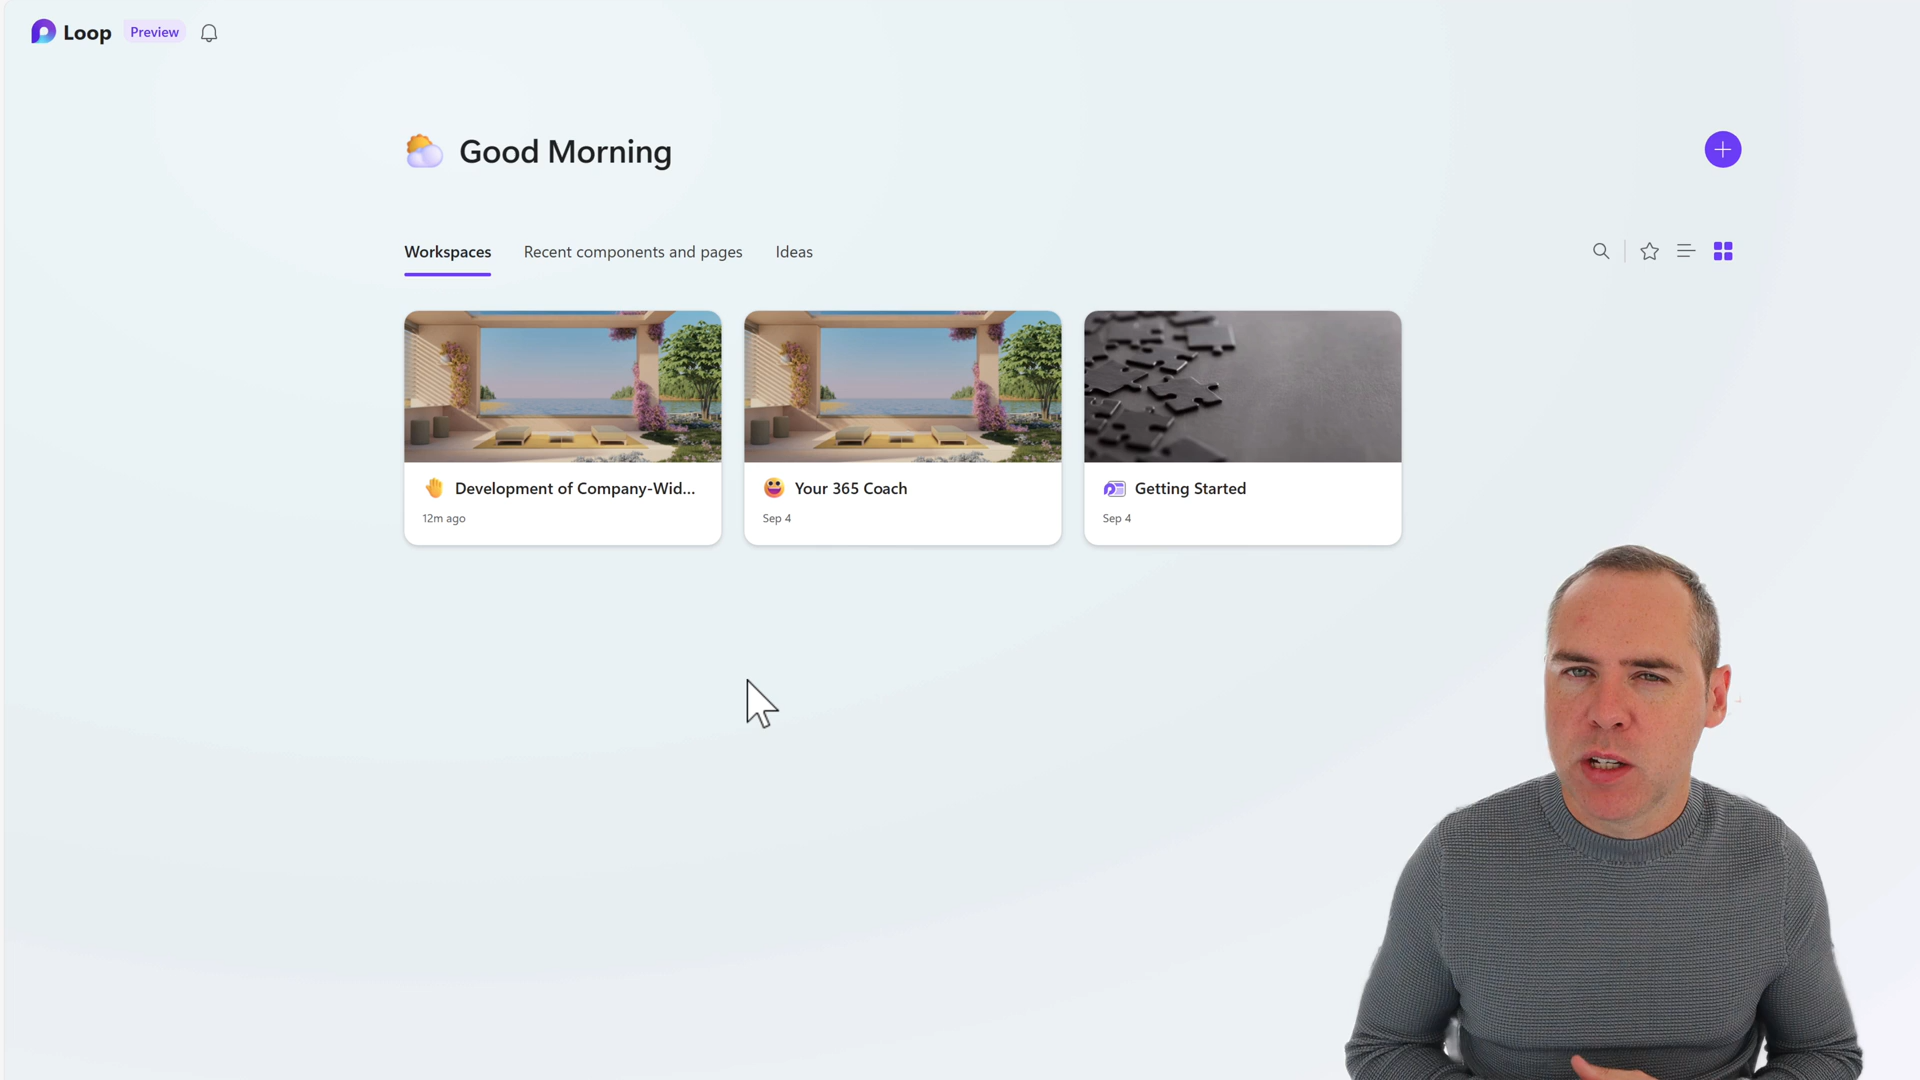 Loop Preview
Good Morning
Workspaces Recent components and pages Ideas
Development of Company-Wid... Your 365 Coach Getting Started
12m ago Sep 4 Sep 4